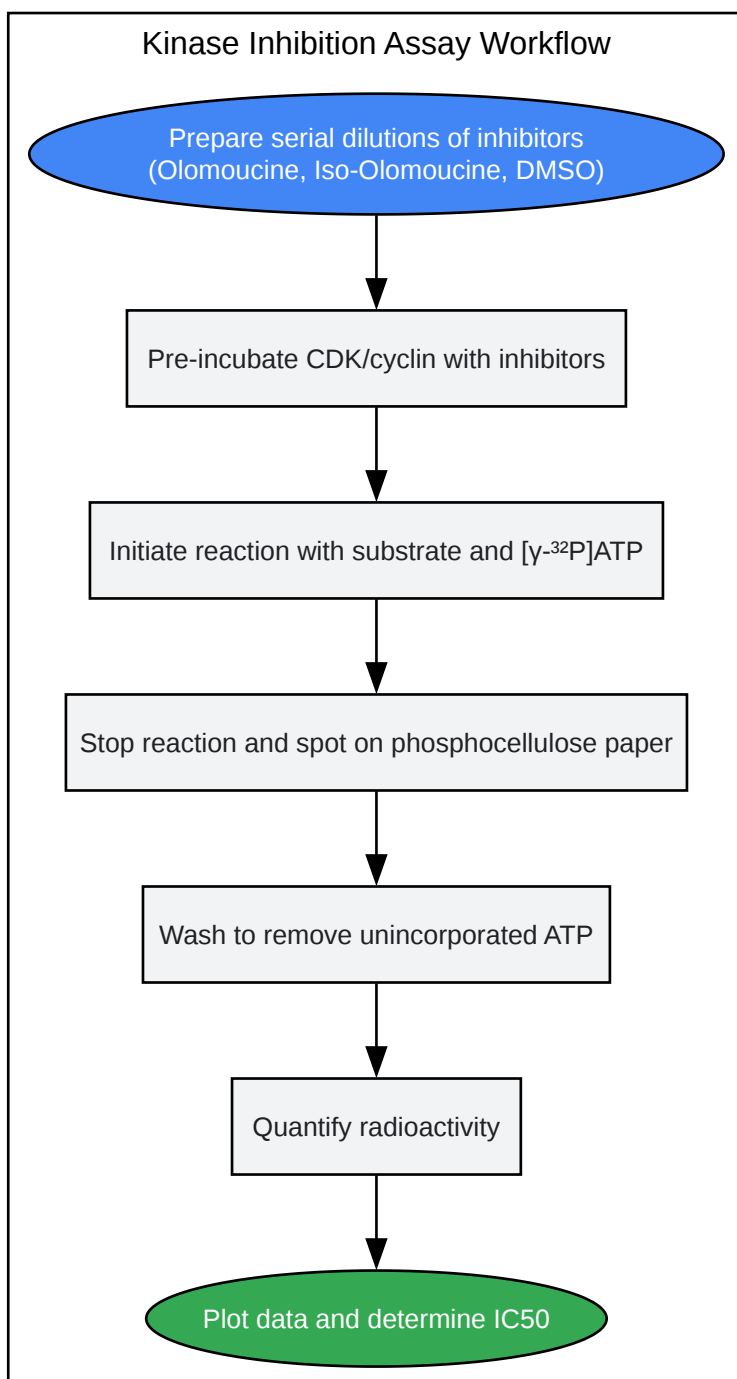 Kinase Inhibition Assay Workflow
Prepare serial dilutions of inhibitors
(Olomoucine, Iso-Olomoucine, DMSO)
Pre-incubate CDK/cyclin with inhibitors
Initiate reaction with substrate and [γ-³²P]ATP
Stop reaction and spot on phosphocellulose paper
Wash to remove unincorporated ATP
Quantify radioactivity
Plot data and determine IC50